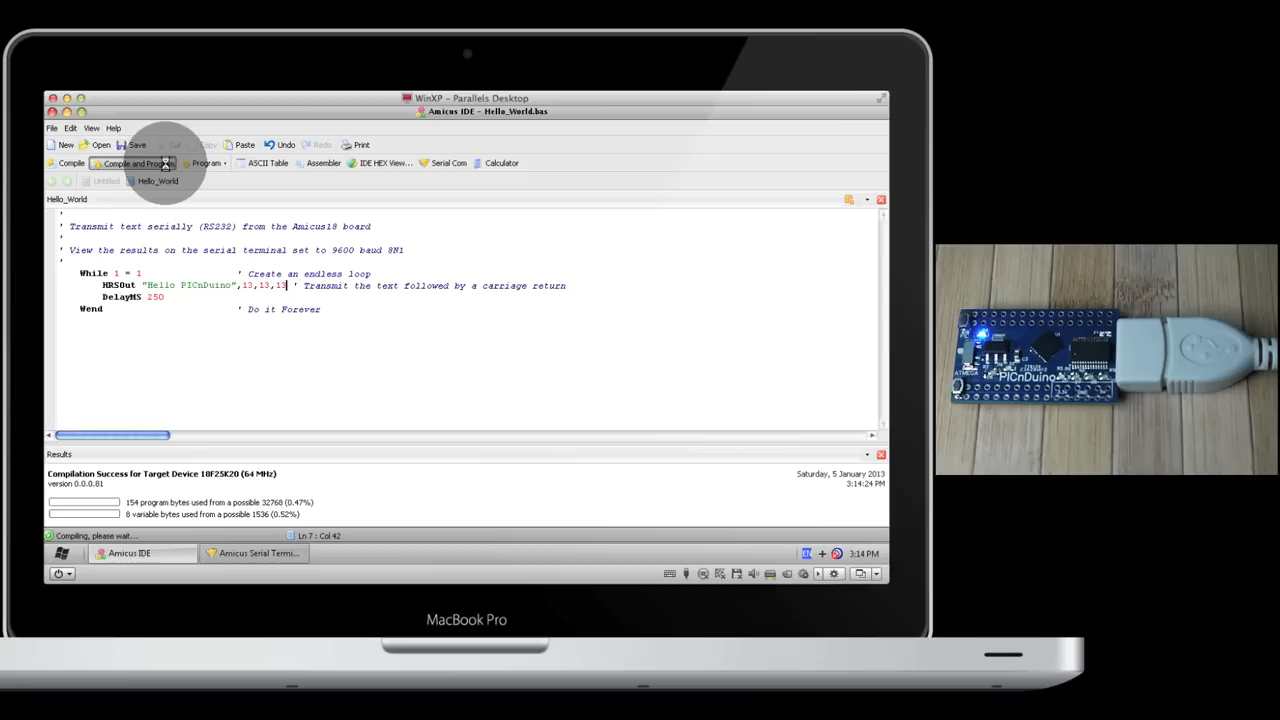 WinXP - Parallels Desktop
Amicus IDE - Hello_World.bas
File Edit View Help
New Open Save Cut Copy Paste Undo Redo Print
Compile Compile and Program Program ASCII Table Assembler IDE HEX View... Serial Com Calculator
Untitled Hello_World
Hello_World
'
' Transmit text serially (RS232) from the Amicus18 board
'
' View the results on the serial terminal set to 9600 baud 8N1
'
While 1 = 1 ' Create an endless loop
HRSOut "Hello PICnDuino",13,13,13 ' Transmit the text followed by a carriage return
DelayMS 250
Wend ' Do it Forever
Results
Compilation Success for Target Device 18F25K20 (64 MHz)
version 0.0.0.81
Saturday, 5 January 2013
3:14:24 PM
154 program bytes used from a possible 32768 (0.47%)
8 variable bytes used from a possible 1536 (0.52%)
Compiling, please wait... Ln 7 : Col 42
Amicus IDE Amicus Serial Termi... EN 3:14 PM
MacBook Pro
ATMEGA
PICnDuino